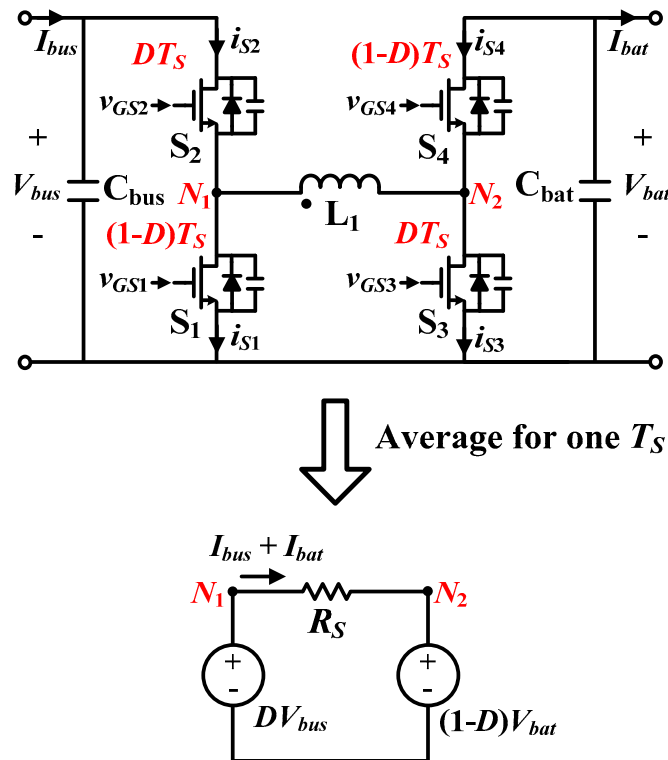 I_bus
DT_S
i_S2
(1-D)T_S
i_S4
I_bat
v_GS2
S_2
v_GS4
S_4
+
V_bus
-
C_bus
N_1
L_1
N_2
C_bat
+
V_bat
-
(1-D)T_S
v_GS1
S_1
i_S1
DT_S
v_GS3
S_3
i_S3
Average for one T_S
I_bus + I_bat
N_1
R_S
N_2
+
-
DV_bus
+
-
(1-D)V_bat